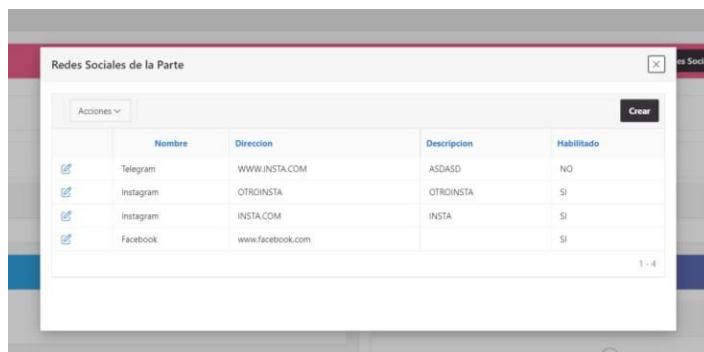 Redes Sociales de la Parte
es Soci
Acciones
Crear
Nombre Direccion Descripcion Habilitado
Telegram WWW.INSTA.COM ASDASD NO
Instagram OTROINSTA OTROINSTA SI
Instagram INSTA.COM INSTA SI
Facebook www.facebook.com SI
1 - 4